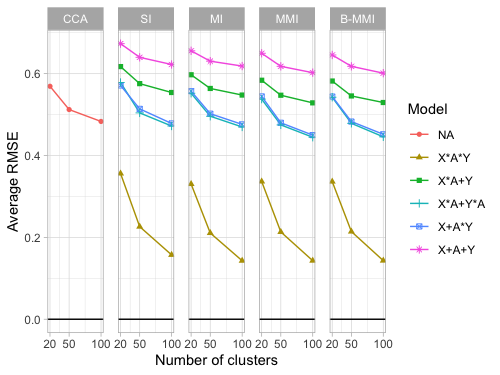 CCA SI MI MMI B-MMI
Average RMSE
0.6
0.4
0.2
0.0
20 50 100 20 50 100 20 50 100 20 50 100 20 50 100
Number of clusters
Model
NA
X*A*Y
X*A+Y
X*A+Y*A
X+A*Y
X+A+Y